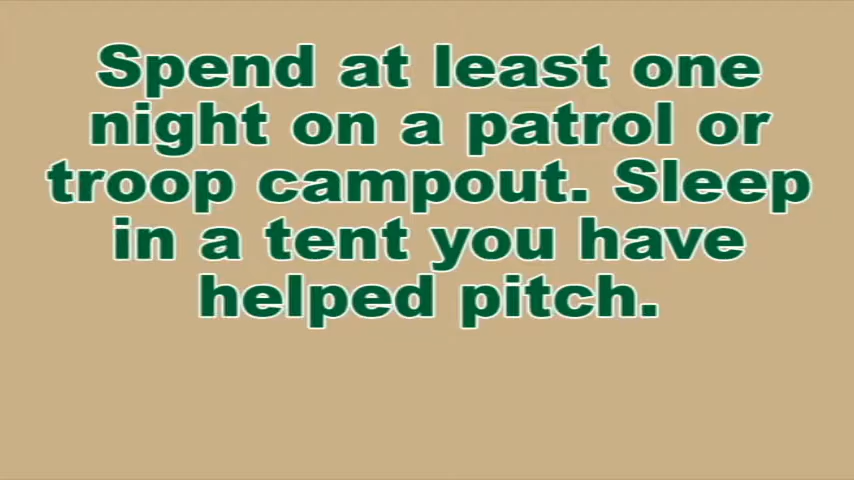 Spend at least one
night on a patrol or
troop campout. Sleep
in a tent you have
helped pitch.